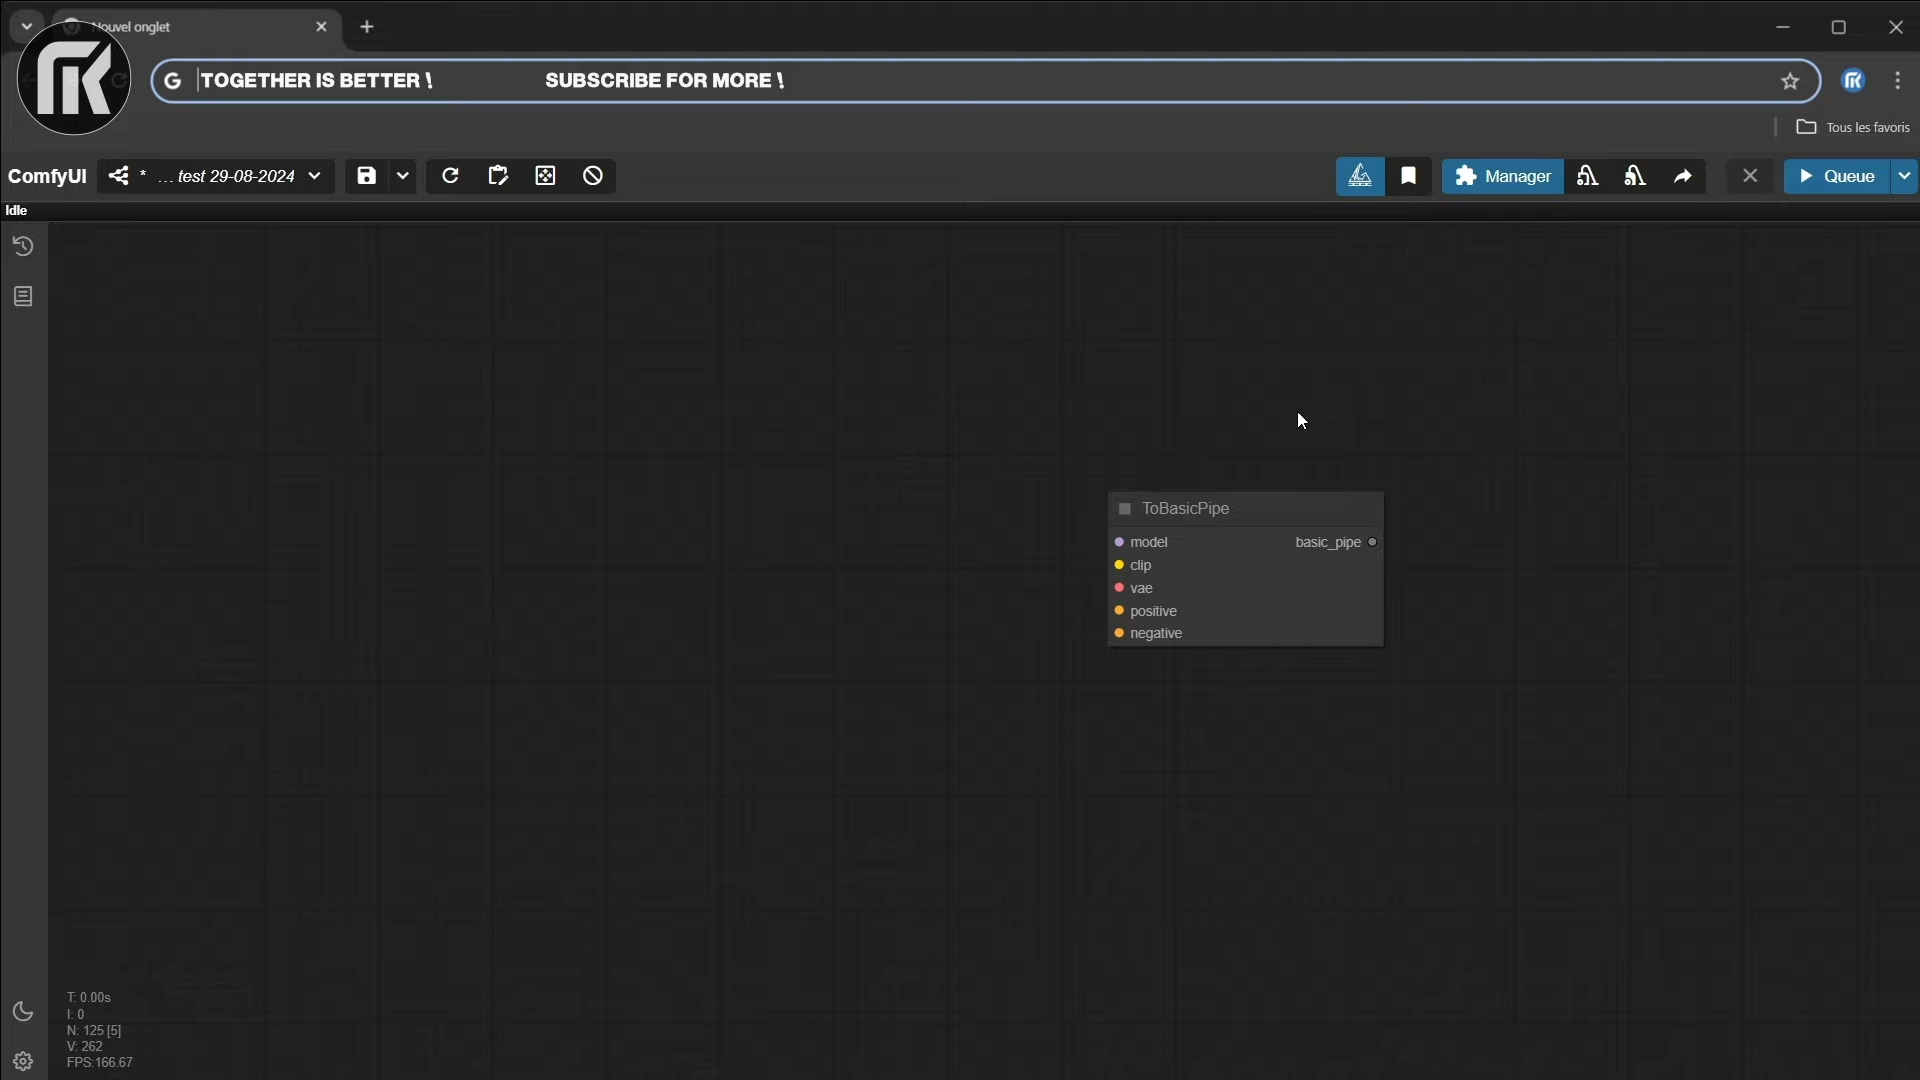 Nouvel onglet
TOGETHER IS BETTER ! SUBSCRIBE FOR MORE !
Tous les favoris
ComfyUI * ... test 29-08-2024 Manager Queue
Idle
ToBasicPipe
model basic_pipe
clip
vae
positive
negative
T: 0.00s
I: 0
N: 125 [5]
V: 262
FPS:166.67